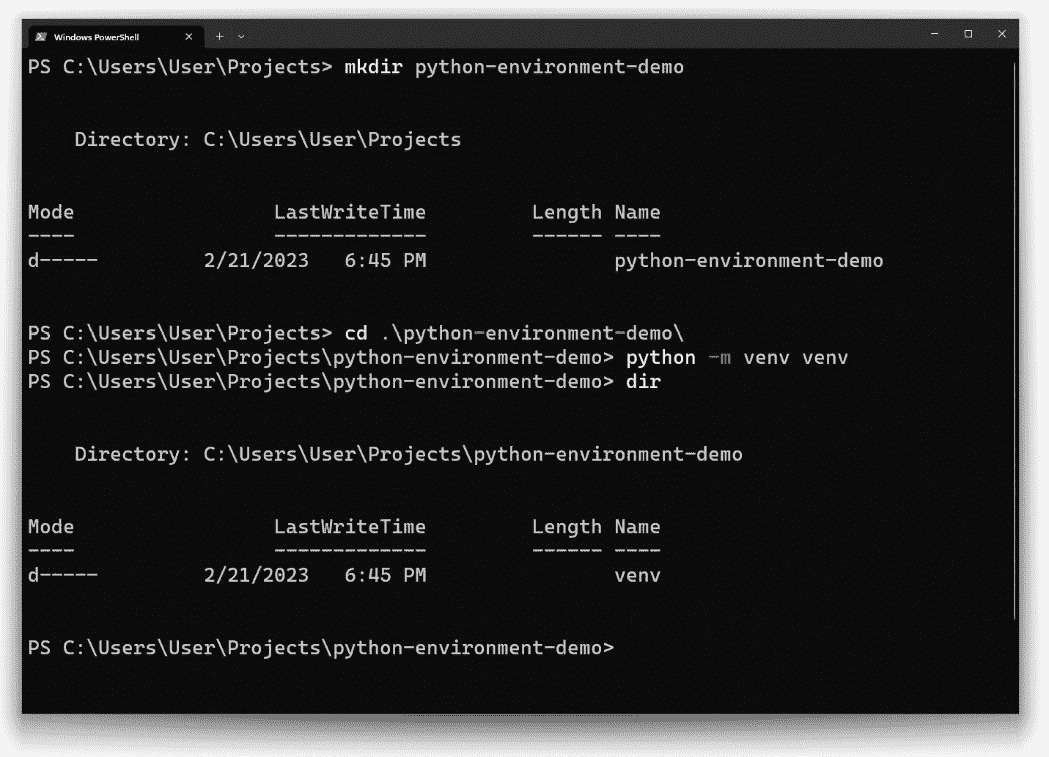 Windows PowerShell
PS C:\Users\User\Projects> mkdir python-environment-demo
    Directory: C:\Users\User\Projects
Mode                 LastWriteTime         Length Name
----                 -------------         ------ ----
d-----         2/21/2023   6:45 PM                python-environment-demo
PS C:\Users\User\Projects> cd .\python-environment-demo\
PS C:\Users\User\Projects\python-environment-demo> python -m venv venv
PS C:\Users\User\Projects\python-environment-demo> dir
    Directory: C:\Users\User\Projects\python-environment-demo
Mode                 LastWriteTime         Length Name
----                 -------------         ------ ----
d-----         2/21/2023   6:45 PM                venv
PS C:\Users\User\Projects\python-environment-demo>